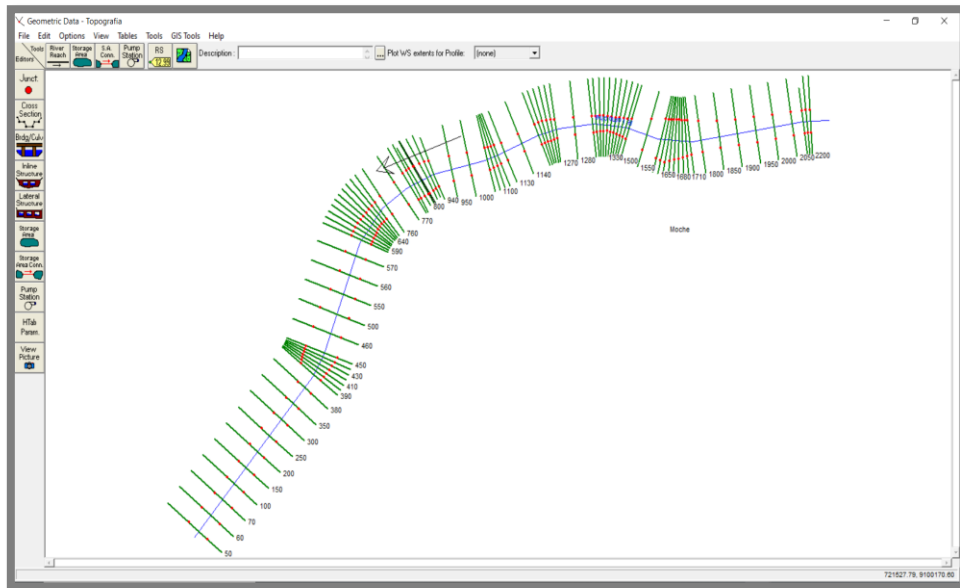 Geometric Data - Topografia
File Edit Options View Tables Tools GIS Tools Help
Tools
Editors
River Reach
Storage Area
S.A. Conn.
Pump Station
RS
Description :
...
Plot WS extents for Profile:
(none)
Junct.
Cross Section
Brdg/Culv
Inline Structure
Lateral Structure
Storage Area
Storage Area Conn.
Pump Station
HTab Param.
View Picture
2200
2050
2000
1950
1900
1850
1800
1710
1680
1650
1550
1500
1330
1280
1270
1140
1130
1100
1000
950
940
800
770
760
640
590
570
560
550
500
460
450
430
410
390
380
350
300
250
200
150
100
70
60
50
Moche
721527.79, 9100170.60